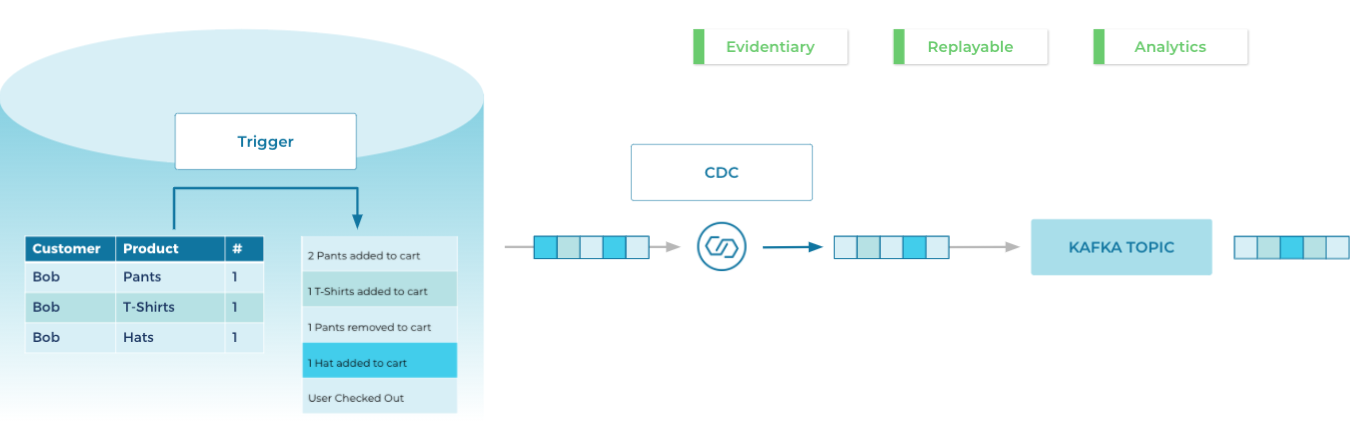 Evidentiary
Replayable
Analytics
Trigger
CDC
Customer Product #
Bob Pants 1
Bob T-Shirts 1
Bob Hats 1
2 Pants added to cart
1 T-Shirts added to cart
1 Pants removed to cart
1 Hat added to cart
User Checked Out
KAFKA TOPIC